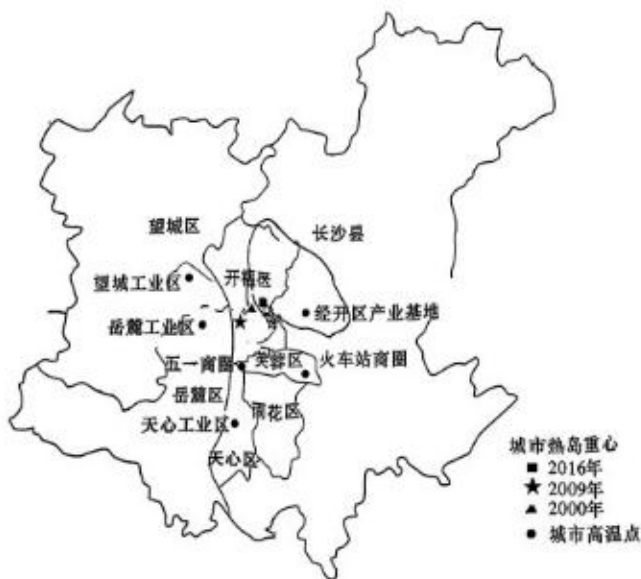 望城区
长沙县
开福区
望城工业区
经开区产业基地
岳麓工业区
五一商圈
芙蓉区
火车站商圈
岳麓区
雨花区
天心工业区
天心区
城市热岛重心
2016年
2009年
2000年
城市高温点